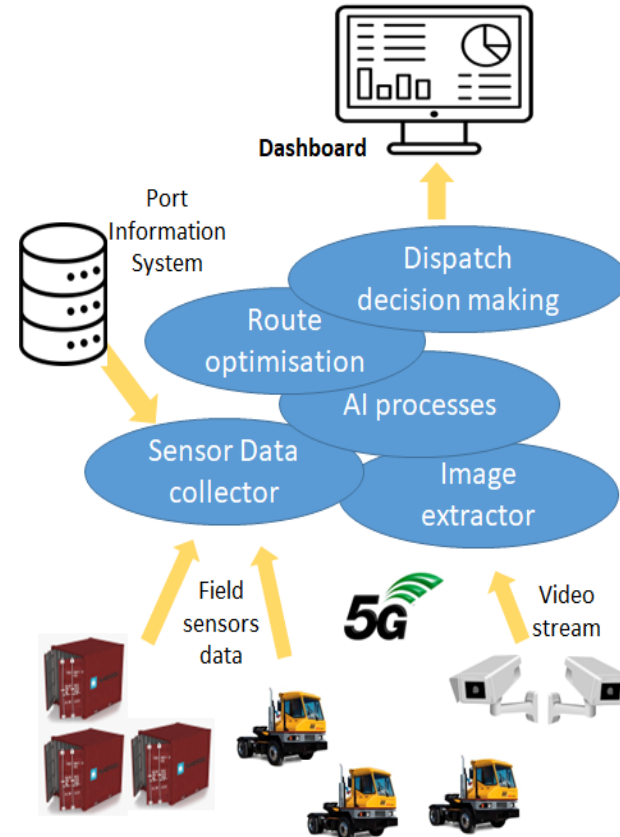 Dashboard
Port
Information
System
Dispatch
decision making
Route
optimisation
AI processes
Sensor Data
collector
Image
extractor
Field
sensors
data
5G
Video
stream